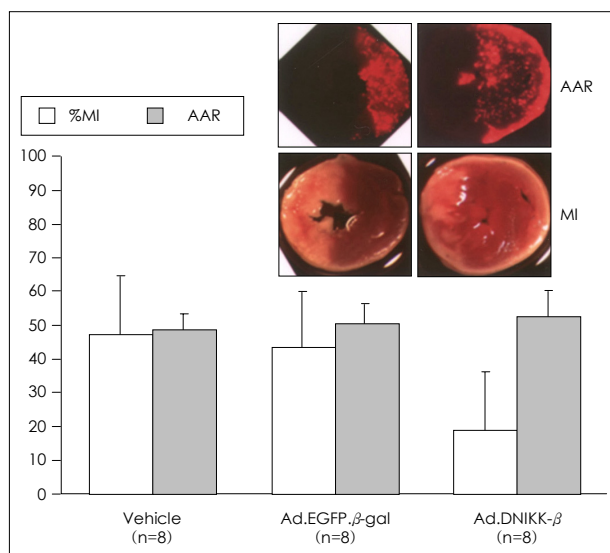 AAR
%MI AAR
MI
100
90
80
70
60
50
40
30
20
10
0
Vehicle Ad.EGFP.β-gal Ad.DNIKK-β
(n=8) (n=8) (n=8)